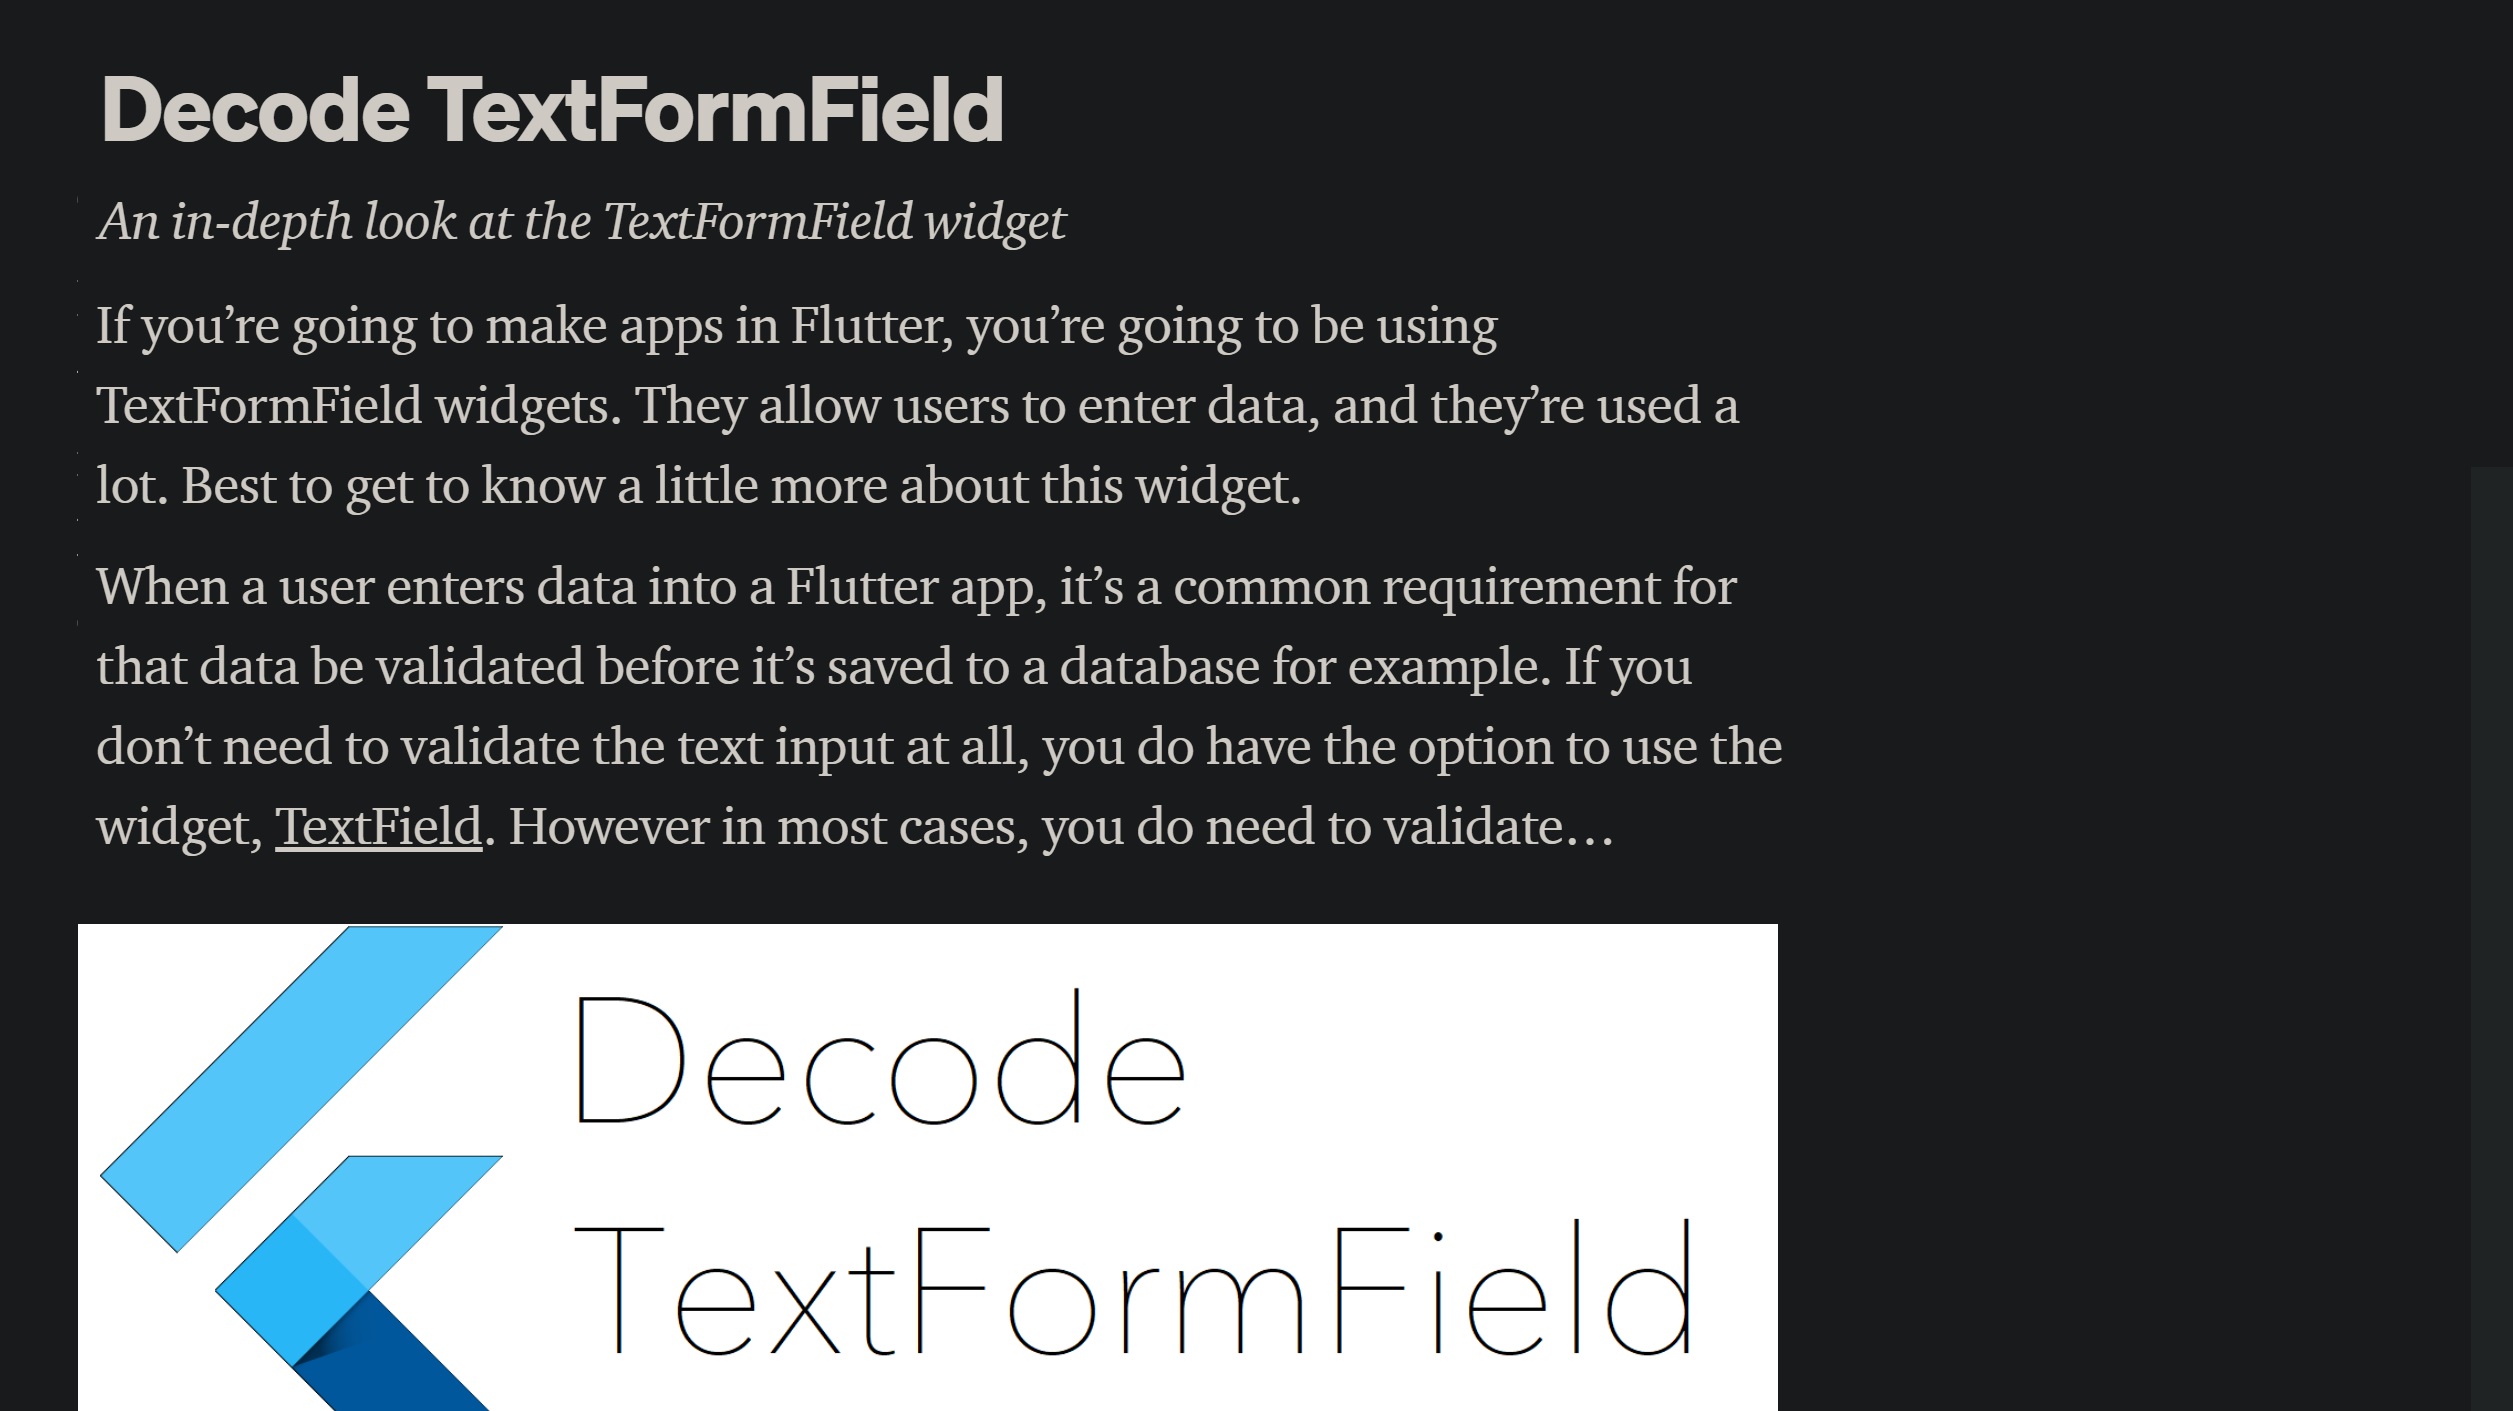 Decode TextFormField
An in-depth look at the TextFormField widget
If you’re going to make apps in Flutter, you’re going to be using
TextFormField widgets. They allow users to enter data, and they’re used a
lot. Best to get to know a little more about this widget.
When a user enters data into a Flutter app, it’s a common requirement for
that data be validated before it’s saved to a database for example. If you
don’t need to validate the text input at all, you do have the option to use the
widget, TextField. However in most cases, you do need to validate…
Decode
TextFormField